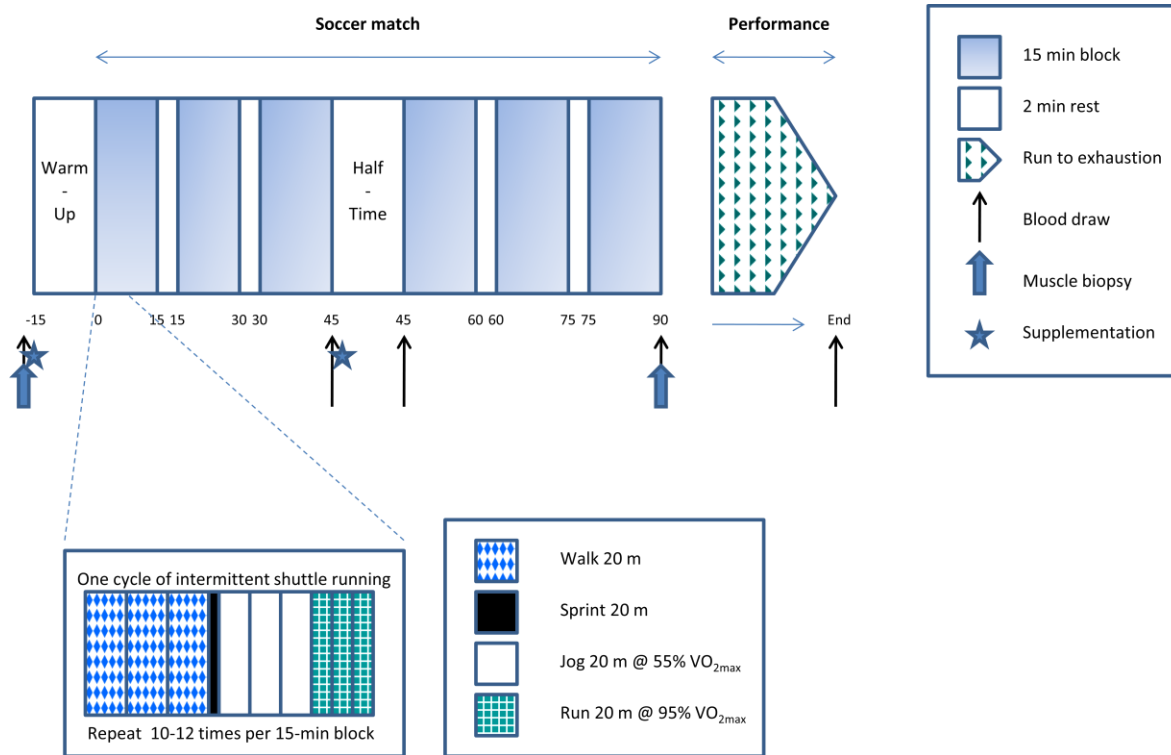 Soccer match
Performance
Warm
-
Up
Half
-
Time
-15
0
15 15
30 30
45
45
60 60
75 75
90
End
15 min block
2 min rest
Run to exhaustion
Blood draw
Muscle biopsy
Supplementation
One cycle of intermittent shuttle running
Repeat 10-12 times per 15-min block
Walk 20 m
Sprint 20 m
Jog 20 m @ 55% VO2max
Run 20 m @ 95% VO2max